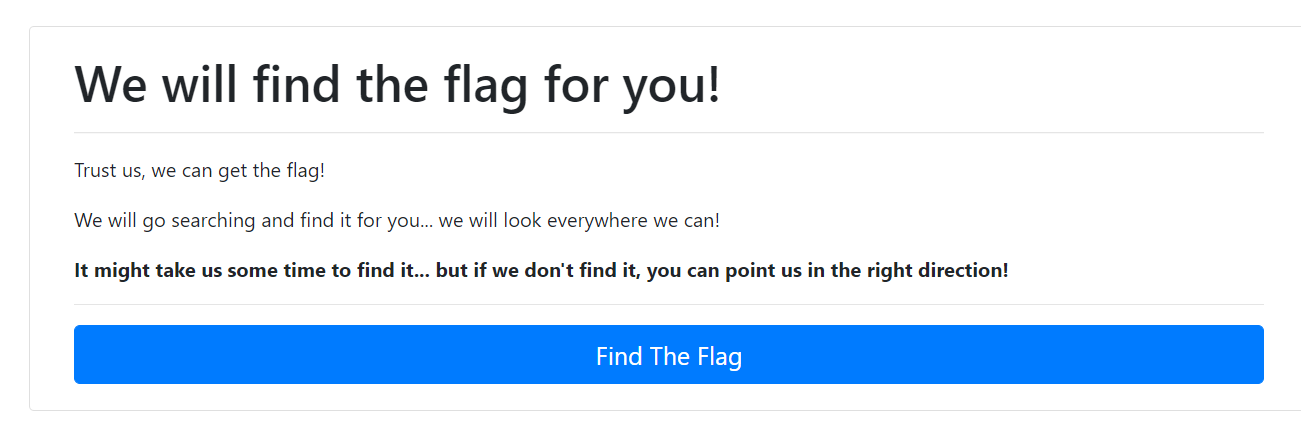 We will find the flag for you!
Trust us, we can get the flag!
We will go searching and find it for you... we will look everywhere we can!
It might take us some time to find it... but if we don't find it, you can point us in the right direction!
Find The Flag